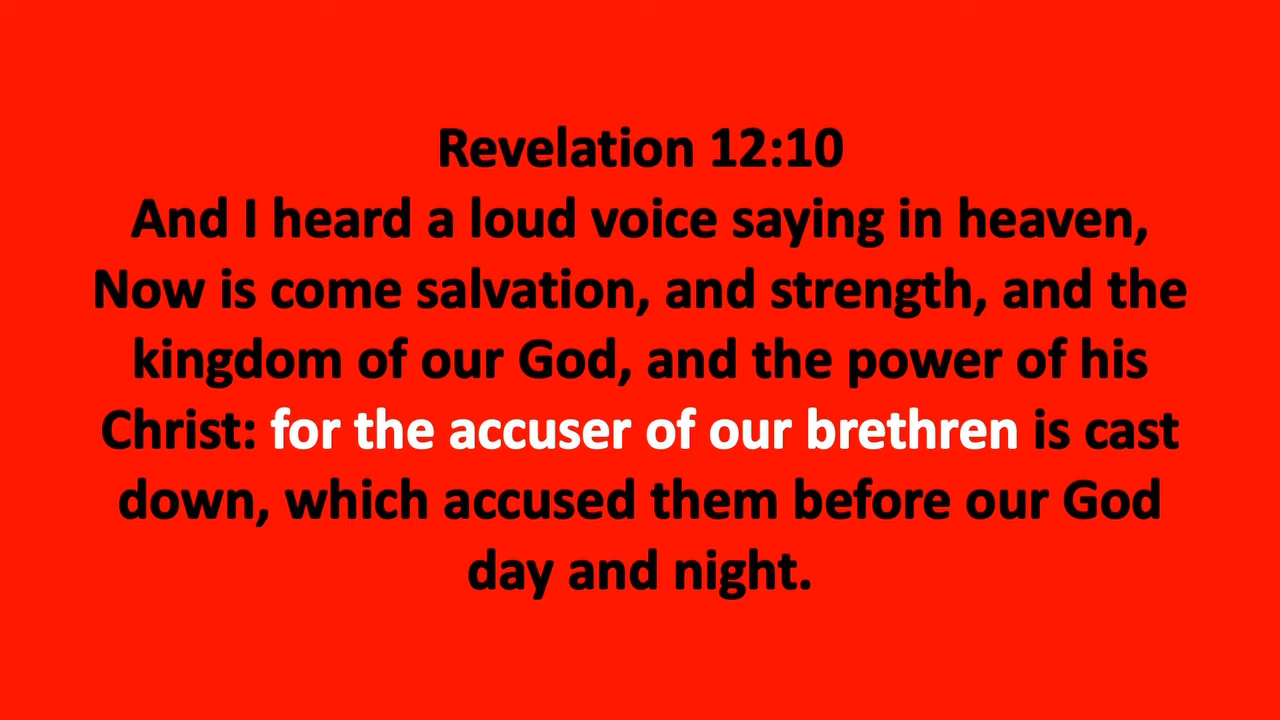 Revelation 12:10
And I heard a loud voice saying in heaven,
Now is come salvation, and strength, and the
kingdom of our God, and the power of his
Christ: for the accuser of our brethren is cast
down, which accused them before our God
day and night.